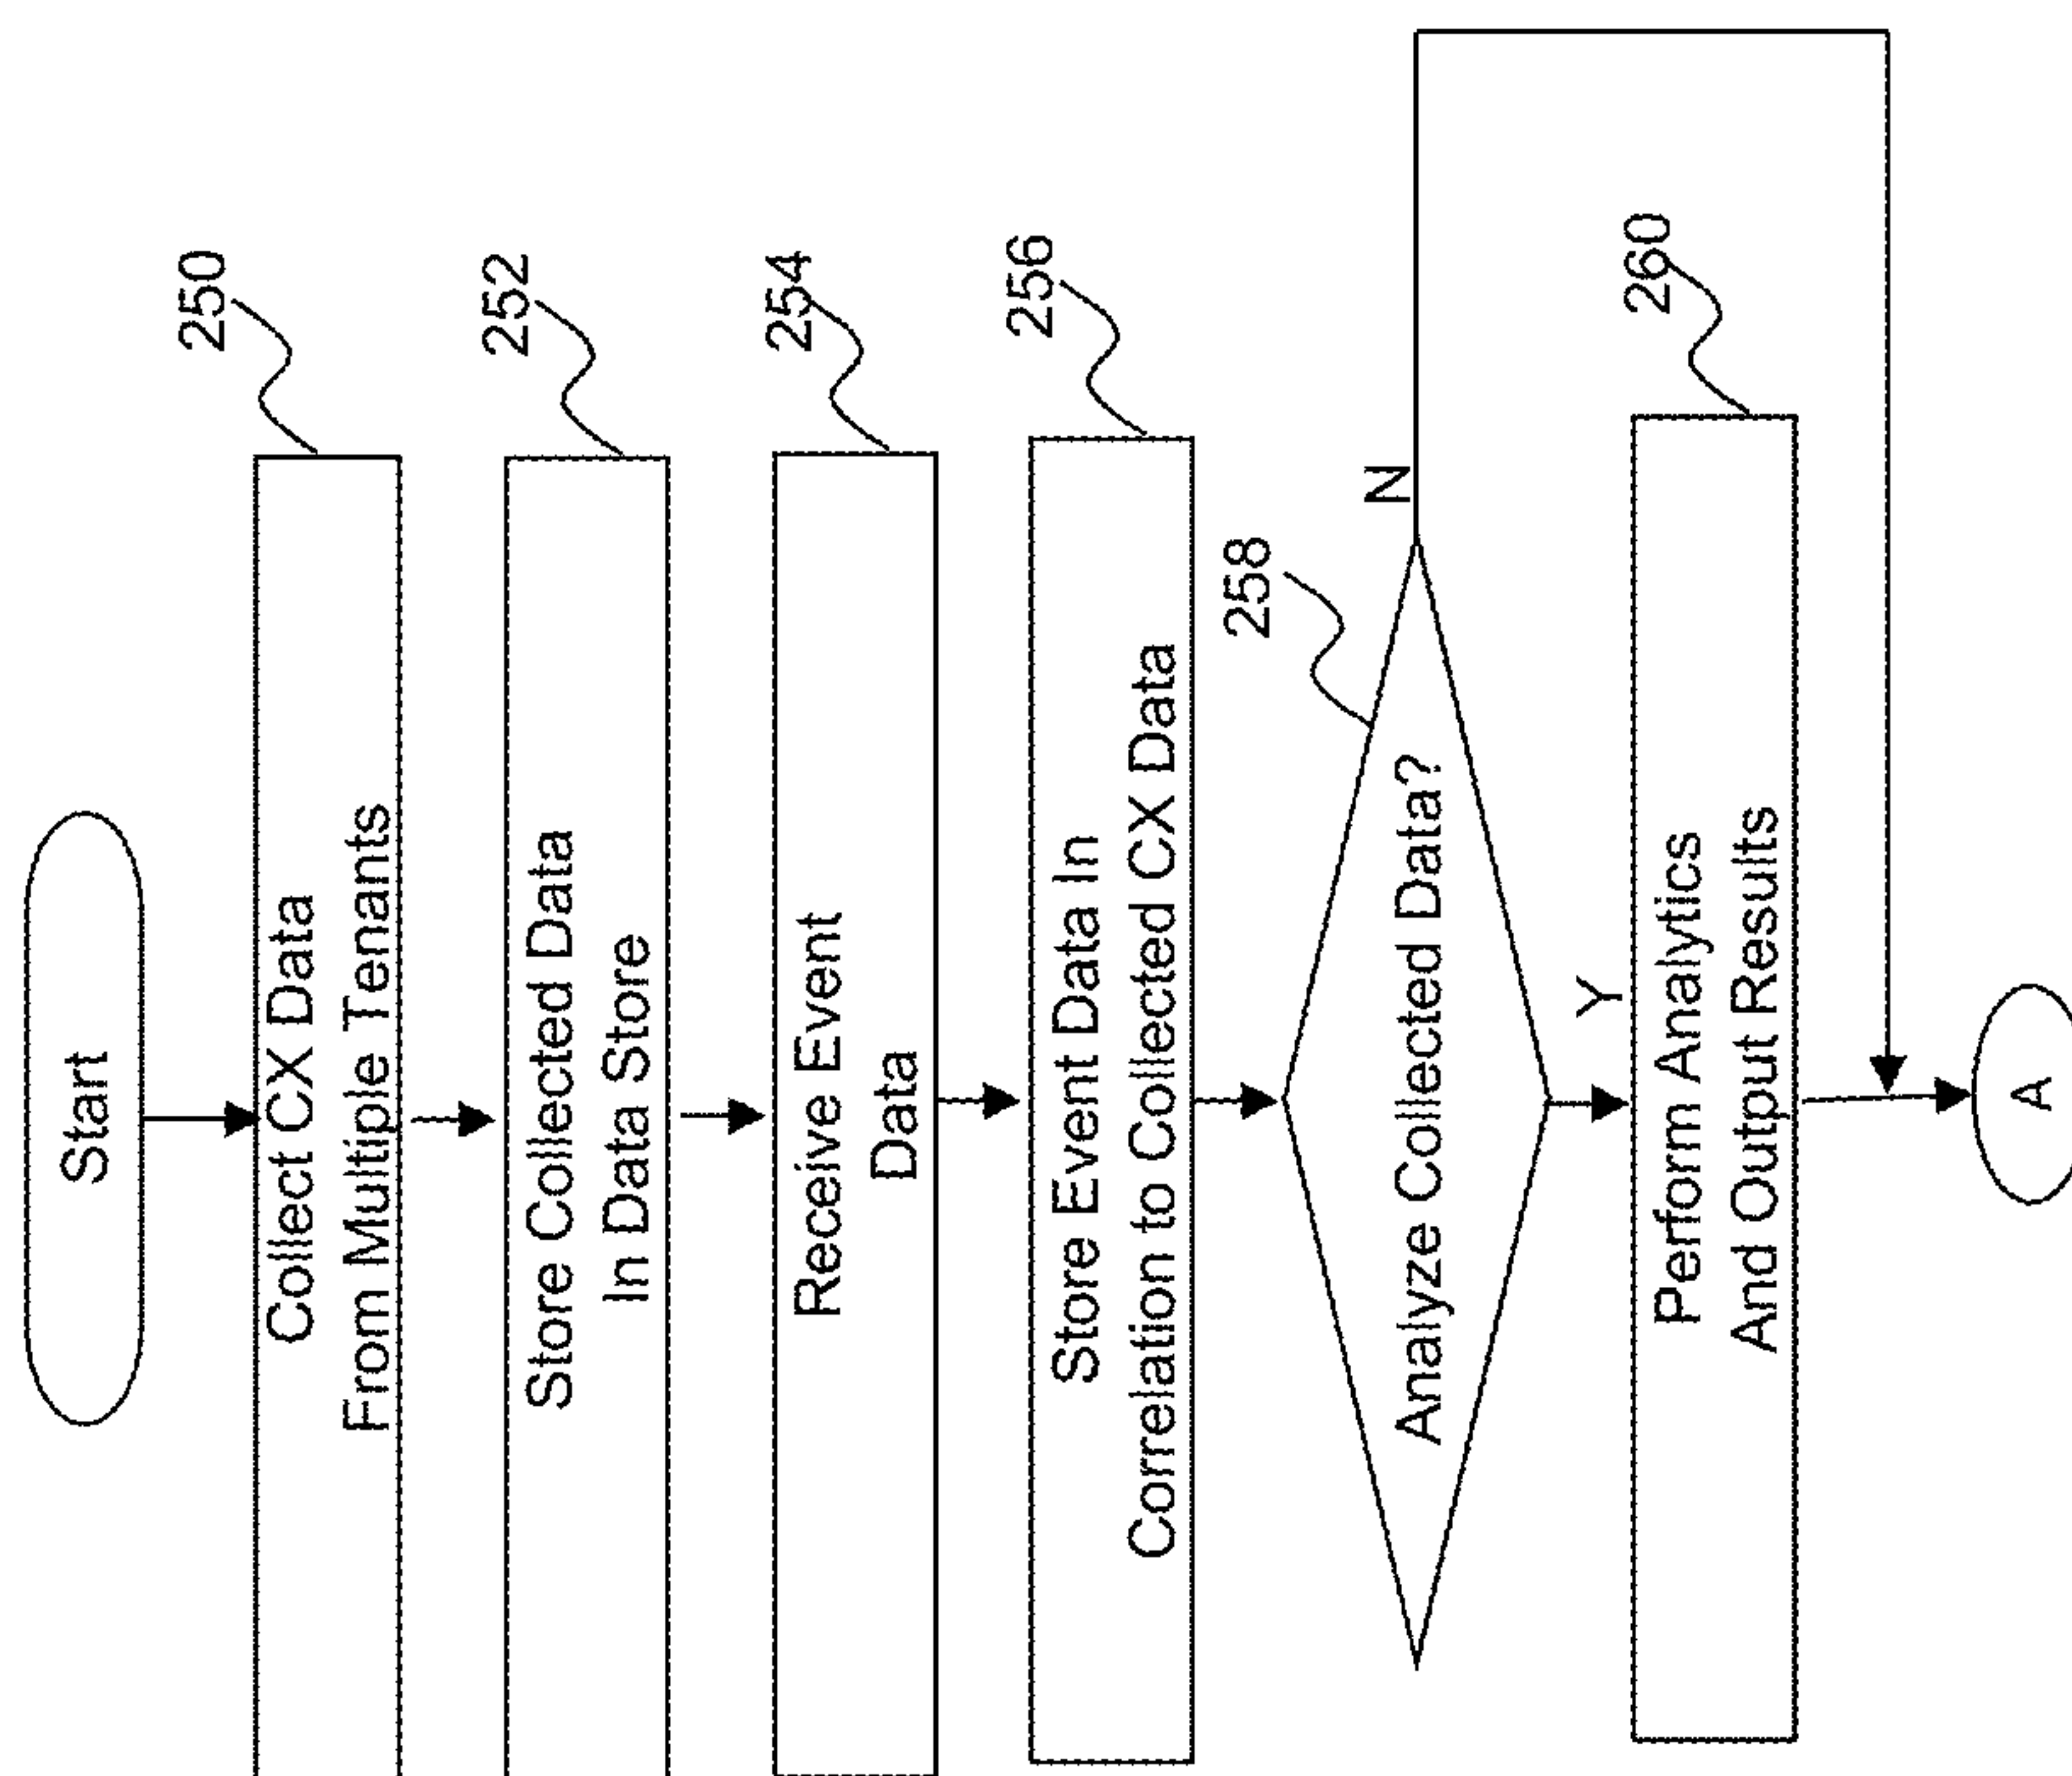 Start
250
Collect CX Data
From Multiple Tenants
252
Store Collected Data
In Data Store
254
Receive Event
Data
256
Store Event Data In
Correlation to Collected CX Data
258
Analyze Collected Data?
N
Y
260
Perform Analytics
And Output Results
A